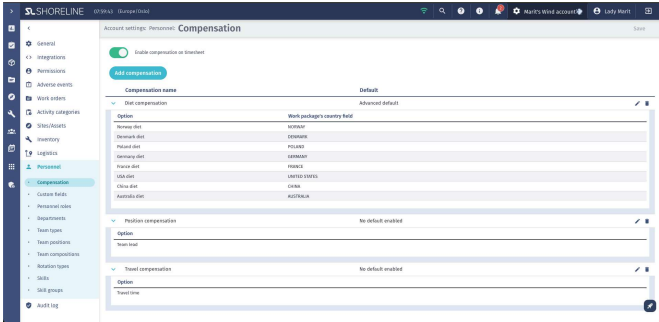 SHORELINE
07:59:43 (Europe/Oslo)
Marit's Wind account
Lady Marit
Account settings: Personnel: Compensation
Save
General
Integrations
Permissions
Adverse events
Work orders
Activity categories
Sites/Assets
Inventory
Logistics
Personnel
Compensation
Custom fields
Personnel roles
Departments
Team types
Team positions
Team compositions
Rotation types
Skills
Skill groups
Audit log
Enable compensation on timesheet
Add compensation
Compensation name Default
Diet compensation Advanced default
Option Work package's country field
Norway diet NORWAY
Denmark diet DENMARK
Poland diet POLAND
Germany diet GERMANY
France diet FRANCE
USA diet UNITED STATES
China diet CHINA
Australia diet AUSTRALIA
Position compensation No default enabled
Option
Team lead
Travel compensation No default enabled
Option
Travel time